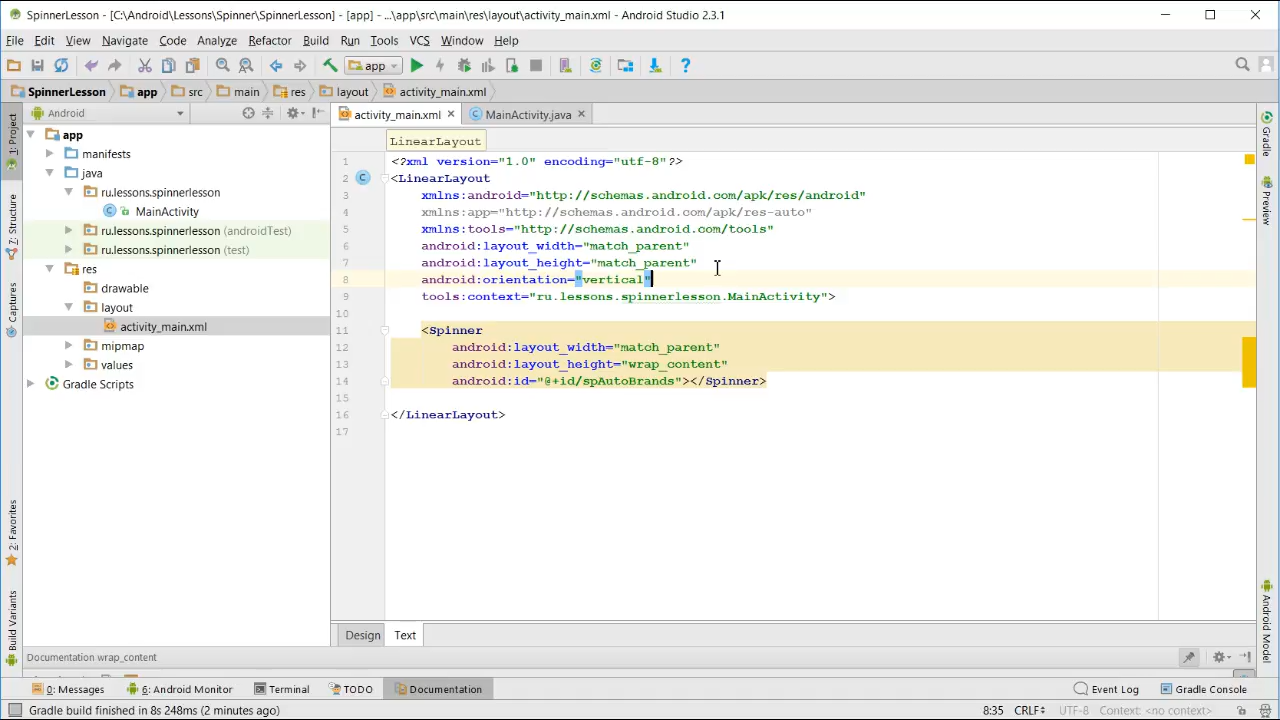 SpinnerLesson - [C:\Android\Lessons\Spinner\SpinnerLesson] - [app] - ...\app\src\main\res\layout\activity_main.xml - Android Studio 2.3.1
File Edit View Navigate Code Analyze Refactor Build Run Tools VCS Window Help
app
SpinnerLesson app src main res layout activity_main.xml
Android
activity_main.xml MainActivity.java
1: Project
7: Structure
Captures
2: Favorites
Build Variants
app
manifests
java
ru.lessons.spinnerlesson
MainActivity
ru.lessons.spinnerlesson (androidTest)
ru.lessons.spinnerlesson (test)
res
drawable
layout
activity_main.xml
mipmap
values
Gradle Scripts
LinearLayout
1 <?xml version="1.0" encoding="utf-8"?>
2 <LinearLayout
3 xmlns:android="http://schemas.android.com/apk/res/android"
4 xmlns:app="http://schemas.android.com/apk/res-auto"
5 xmlns:tools="http://schemas.android.com/tools"
6 android:layout_width="match_parent"
7 android:layout_height="match_parent"
8 android:orientation="vertical"
9 tools:context="ru.lessons.spinnerlesson.MainActivity">
10
11 <Spinner
12 android:layout_width="match_parent"
13 android:layout_height="wrap_content"
14 android:id="@+id/spAutoBrands"></Spinner>
15
16 </LinearLayout>
17
Gradle
Preview
Android Model
Design Text
Documentation wrap_content
0: Messages 6: Android Monitor Terminal TODO Documentation Event Log Gradle Console
Gradle build finished in 8s 248ms (2 minutes ago) 8:35 CRLF UTF-8 Context: <no context>